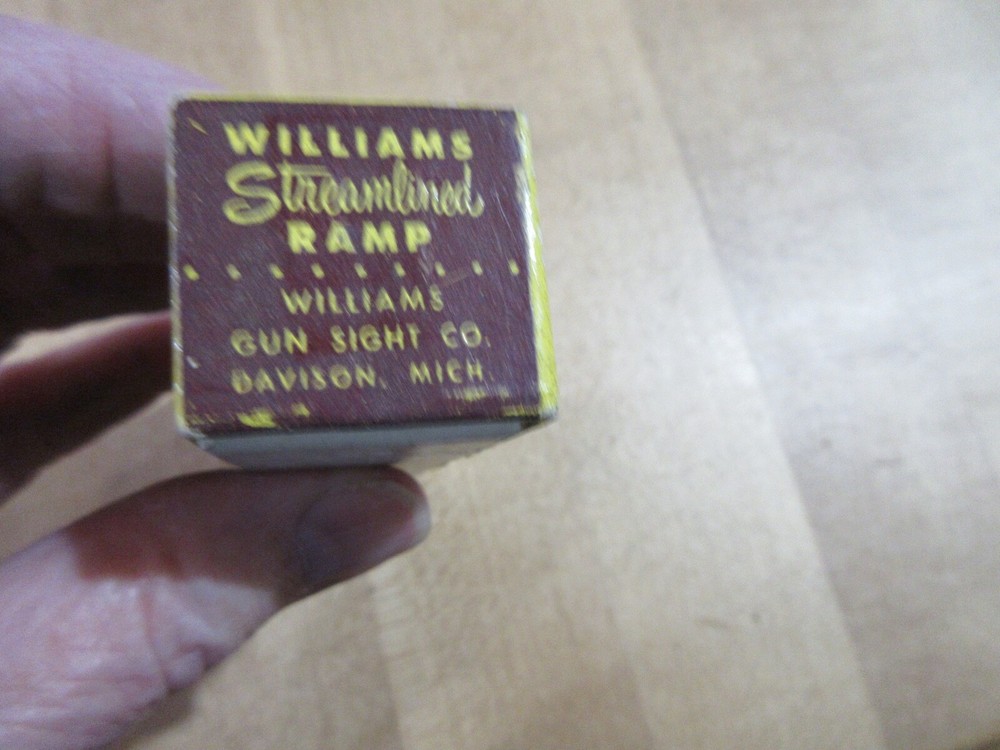 WILLIAMS
Streamlined
RAMP
WILLIAMS
GUN SIGHT CO.
DAVISON, MICH.